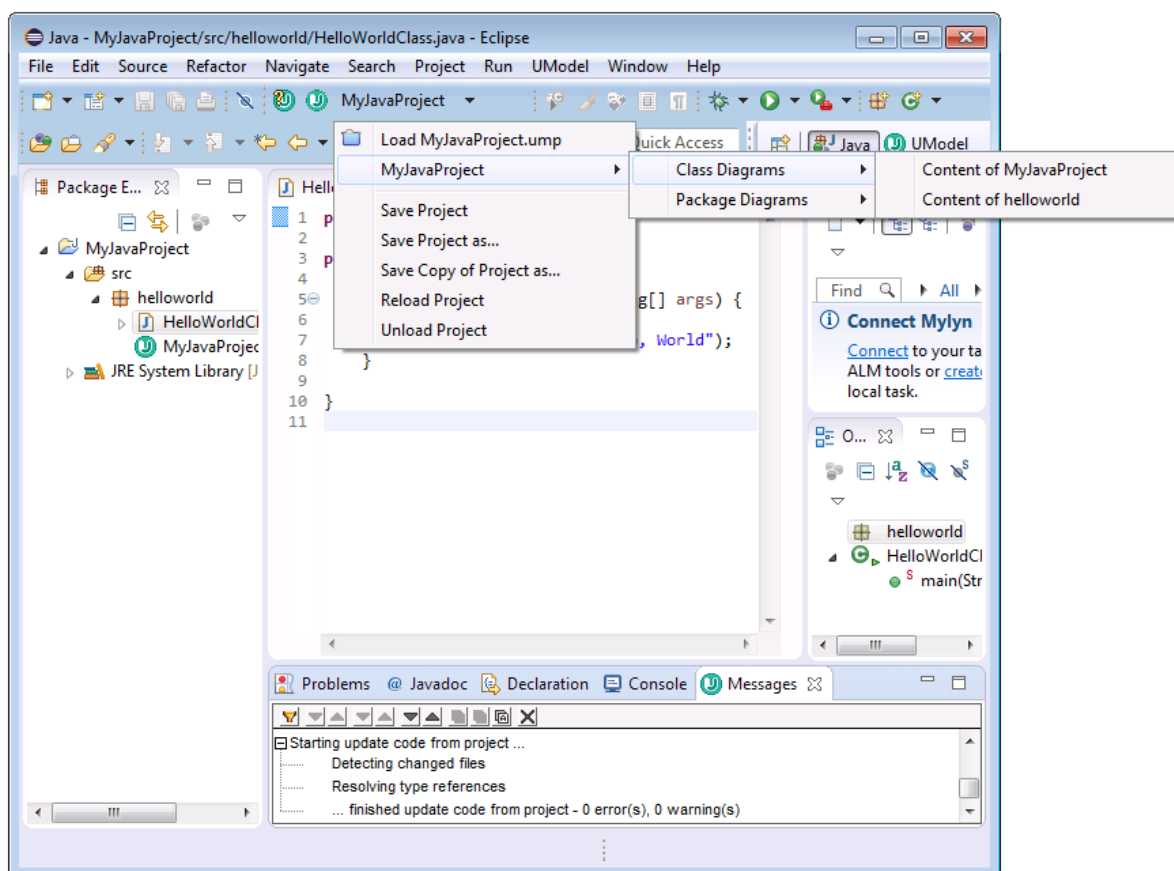 Java - MyJavaProject/src/helloworld/HelloWorldClass.java - Eclipse
File Edit Source Refactor Navigate Search Project Run UModel Window Help
MyJavaProject
Quick Access
Java
UModel
Load MyJavaProject.ump
MyJavaProject
Save Project
Save Project as...
Save Copy of Project as...
Reload Project
Unload Project
Class Diagrams
Package Diagrams
Content of MyJavaProject
Content of helloworld
Package E...
MyJavaProject
src
helloworld
HelloWorldCl
MyJavaProjec
JRE System Library [J
Hell
1 p
2
3 p
4
5 g[] args) {
6
7 , World");
8 }
9
10 }
11
Find All
Connect Mylyn
Connect to your ta
ALM tools or create
local task.
O...
helloworld
HelloWorldCl
main(Str
Problems @ Javadoc Declaration Console Messages
Starting update code from project ...
Detecting changed files
Resolving type references
... finished update code from project - 0 error(s), 0 warning(s)